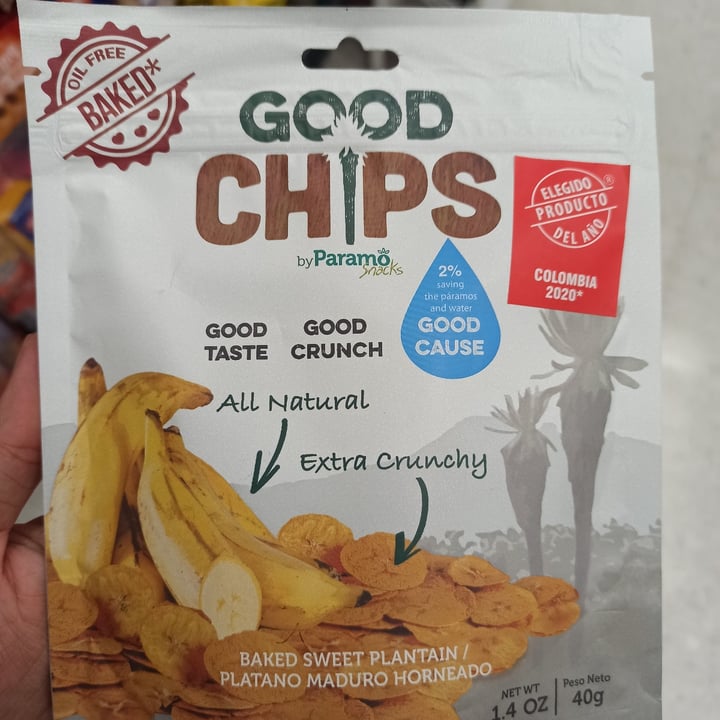 OIL FREE
BAKED*
GOOD
CHIPS
by Paramo
Snacks
ELEGIDO
PRODUCTO ®
DEL AÑO
COLOMBIA
2020*
2%
saving
the páramos
and water
GOOD
CAUSE
GOOD
TASTE
GOOD
CRUNCH
All Natural
Extra Crunchy
BAKED SWEET PLANTAIN /
PLATANO MADURO HORNEADO
NET WT
1.4 OZ
Peso Neto
40g